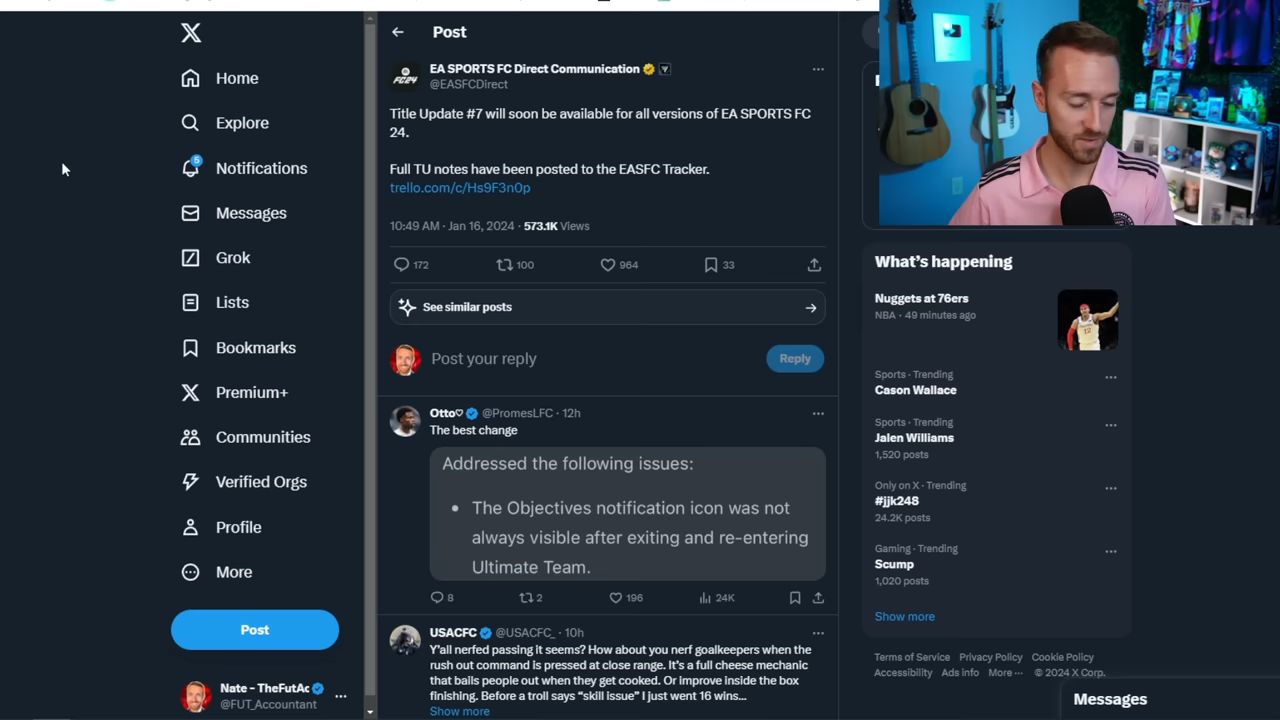 Home
Explore
5
Notifications
Messages
Grok
Lists
Bookmarks
Premium+
Communities
Verified Orgs
Profile
More
Post
Nate - TheFutAc
@FUT_Accountant
Post
FC24
EA SPORTS FC Direct Communication
@EASFCDirect
Title Update #7 will soon be available for all versions of EA SPORTS FC
24.
Full TU notes have been posted to the EASFC Tracker.
trello.com/c/Hs9F3n0p
10:49 AM · Jan 16, 2024 · 573.1K Views
172
100
964
33
See similar posts
Post your reply
Reply
Otto♡ @PromesLFC · 12h
The best change
Addressed the following issues:
• The Objectives notification icon was not
always visible after exiting and re-entering
Ultimate Team.
8
2
196
24K
USACFC @USACFC_ · 10h
Y'all nerfed passing it seems? How about you nerf goalkeepers when the
rush out command is pressed at close range. It's a full cheese mechanic
that bails people out when they get cooked. Or improve inside the box
finishing. Before a troll says "skill issue" I just went 16 wins...
Show more
What's happening
Nuggets at 76ers
NBA · 49 minutes ago
Sports · Trending
Cason Wallace
Sports · Trending
Jalen Williams
1,520 posts
Only on X · Trending
#jjk248
24.2K posts
Gaming · Trending
Scump
1,020 posts
Show more
Terms of Service Privacy Policy Cookie Policy
Accessibility Ads info More ··· © 2024 X Corp.
Messages